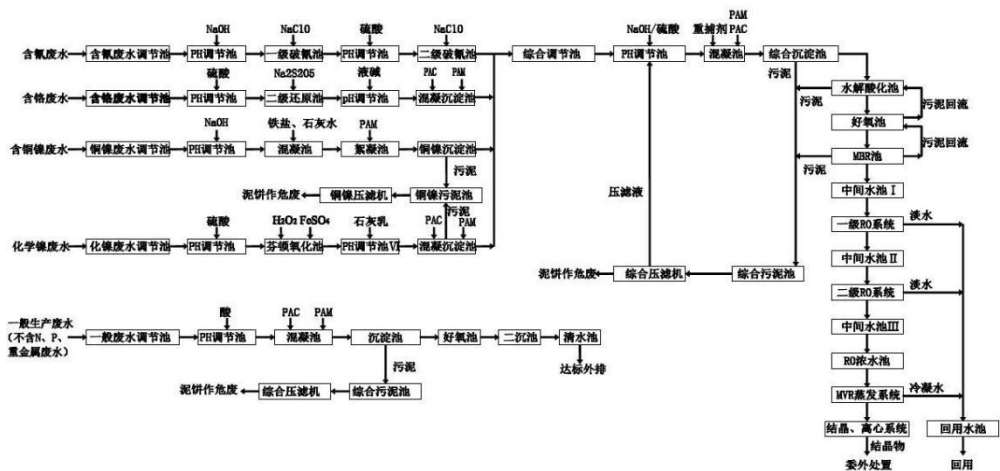 NaOH NaClO 硫酸 NaClO NaOH/硫酸 重捕剂 PAM PAC
含氰废水 含氰废水调节池 PH调节池 一级破氰池 PH调节池 二级破氰池 综合调节池 PH调节池 混凝池 综合沉淀池
硫酸 Na2S2O5 液碱 PAC PAM 污泥
含铬废水 含铬废水调节池 PH调节池 二级还原池 pH调节池 混凝沉淀池 污泥 水解酸化池
污泥回流
NaOH 铁盐、石灰水 PAM 好氧池
污泥回流
含铜镍废水 铜镍废水调节池 PH调节池 混凝池 絮凝池 铜镍沉淀池 MBR池
污泥 污泥
泥饼作危废 铜镍压滤机 铜镍污泥池 压滤液 中间水池Ⅰ
污泥
硫酸 H2O2 FeSO4 石灰乳 PAC PAM 淡水
化学镍废水 化镍废水调节池 PH调节池 芬顿氧化池 PH调节池Ⅵ 混凝沉淀池 一级RO系统
中间水池Ⅱ
泥饼作危废 综合压滤机 综合污泥池 淡水
二级RO系统
酸 PAC PAM 中间水池Ⅲ
一般生产废水
(不含N、P、
重金属废水)
一般废水调节池 PH调节池 混凝池 沉淀池 好氧池 二沉池 清水池
污泥 达标外排 RO浓水池
泥饼作危废 综合压滤机 综合污泥池 冷凝水
MVR蒸发系统
结晶、离心系统 回用水池
结晶物
委外处置 回用